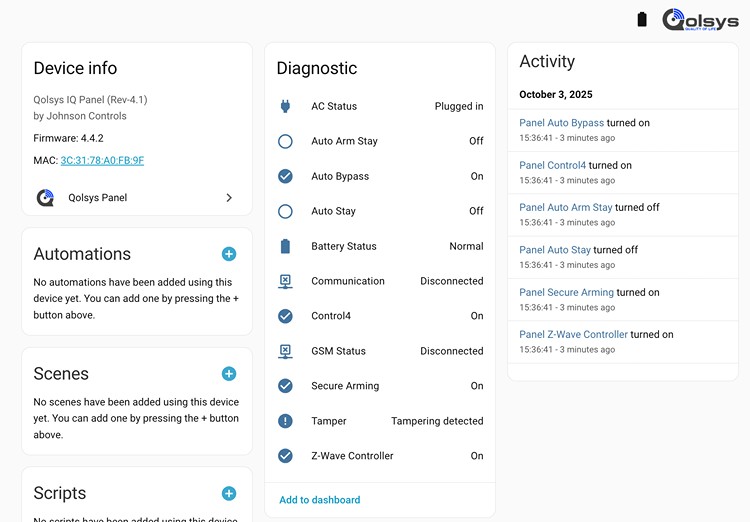 Qolsys
QUALITY OF LIFE
Device info
Qolsys IQ Panel (Rev-4.1)
by Johnson Controls
Firmware: 4.4.2
MAC: 3C:31:78:A0:FB:9F
Qolsys Panel
Automations
No automations have been added using this
device yet. You can add one by pressing the +
button above.
Scenes
No scenes have been added using this device
yet. You can add one by pressing the + button
above.
Scripts
No scripts have been added using this device
Diagnostic
AC Status Plugged in
Auto Arm Stay Off
Auto Bypass On
Auto Stay Off
Battery Status Normal
Communication Disconnected
Control4 On
GSM Status Disconnected
Secure Arming On
Tamper Tampering detected
Z-Wave Controller On
Add to dashboard
Activity
October 3, 2025
Panel Auto Bypass turned on
15:36:41 - 3 minutes ago
Panel Control4 turned on
15:36:41 - 3 minutes ago
Panel Auto Arm Stay turned off
15:36:41 - 3 minutes ago
Panel Auto Stay turned off
15:36:41 - 3 minutes ago
Panel Secure Arming turned on
15:36:41 - 3 minutes ago
Panel Z-Wave Controller turned on
15:36:41 - 3 minutes ago